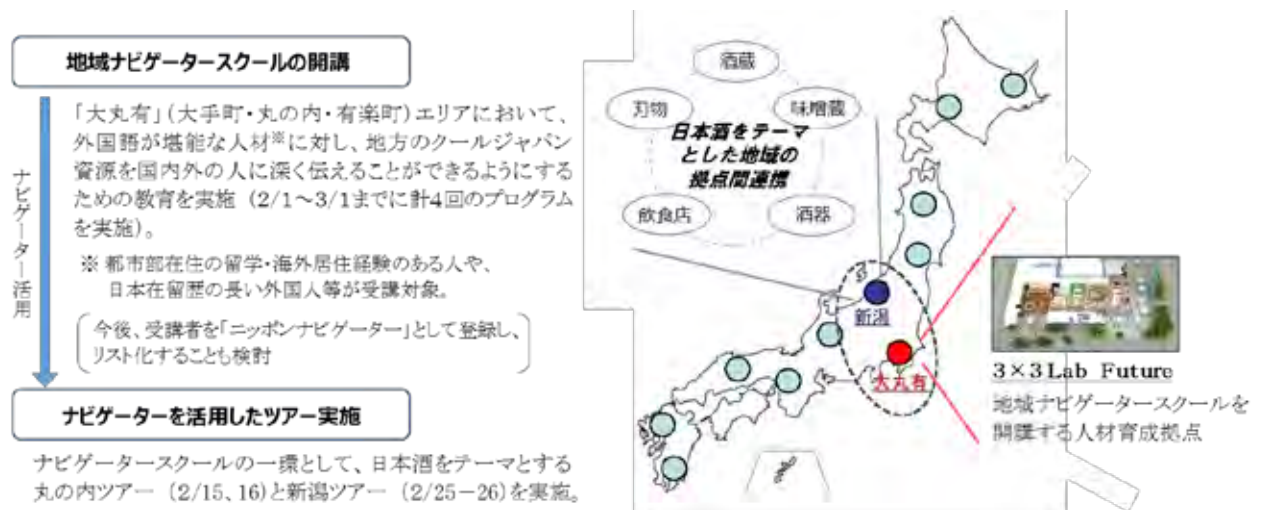 地域ナビゲータースクールの開講
「大丸有」(大手町・丸の内・有楽町)エリアにおいて、
外国語が堪能な人材※に対し、地方のクールジャパン
資源を国内外の人に深く伝えることができるようにする
ための教育を実施 (2/1～3/1までに計4回のプログラム
を実施)。
※ 都市部在住の留学・海外居住経験のある人や、
日本在留歴の長い外国人等が受講対象。
今後、受講者を「ニッポンナビゲーター」として登録し、
リスト化することも検討
ナビゲーター活用
ナビゲーターを活用したツアー実施
ナビゲータースクールの一環として、日本酒をテーマとする
丸の内ツアー (2/15、16)と新潟ツアー (2/25－26)を実施。
酒蔵
刃物
味噌蔵
日本酒をテーマ
とした地域の
拠点間連携
飲食店
酒器
新潟
大丸有
3×3Lab Future
地域ナビゲータースクールを
開講する人材育成拠点